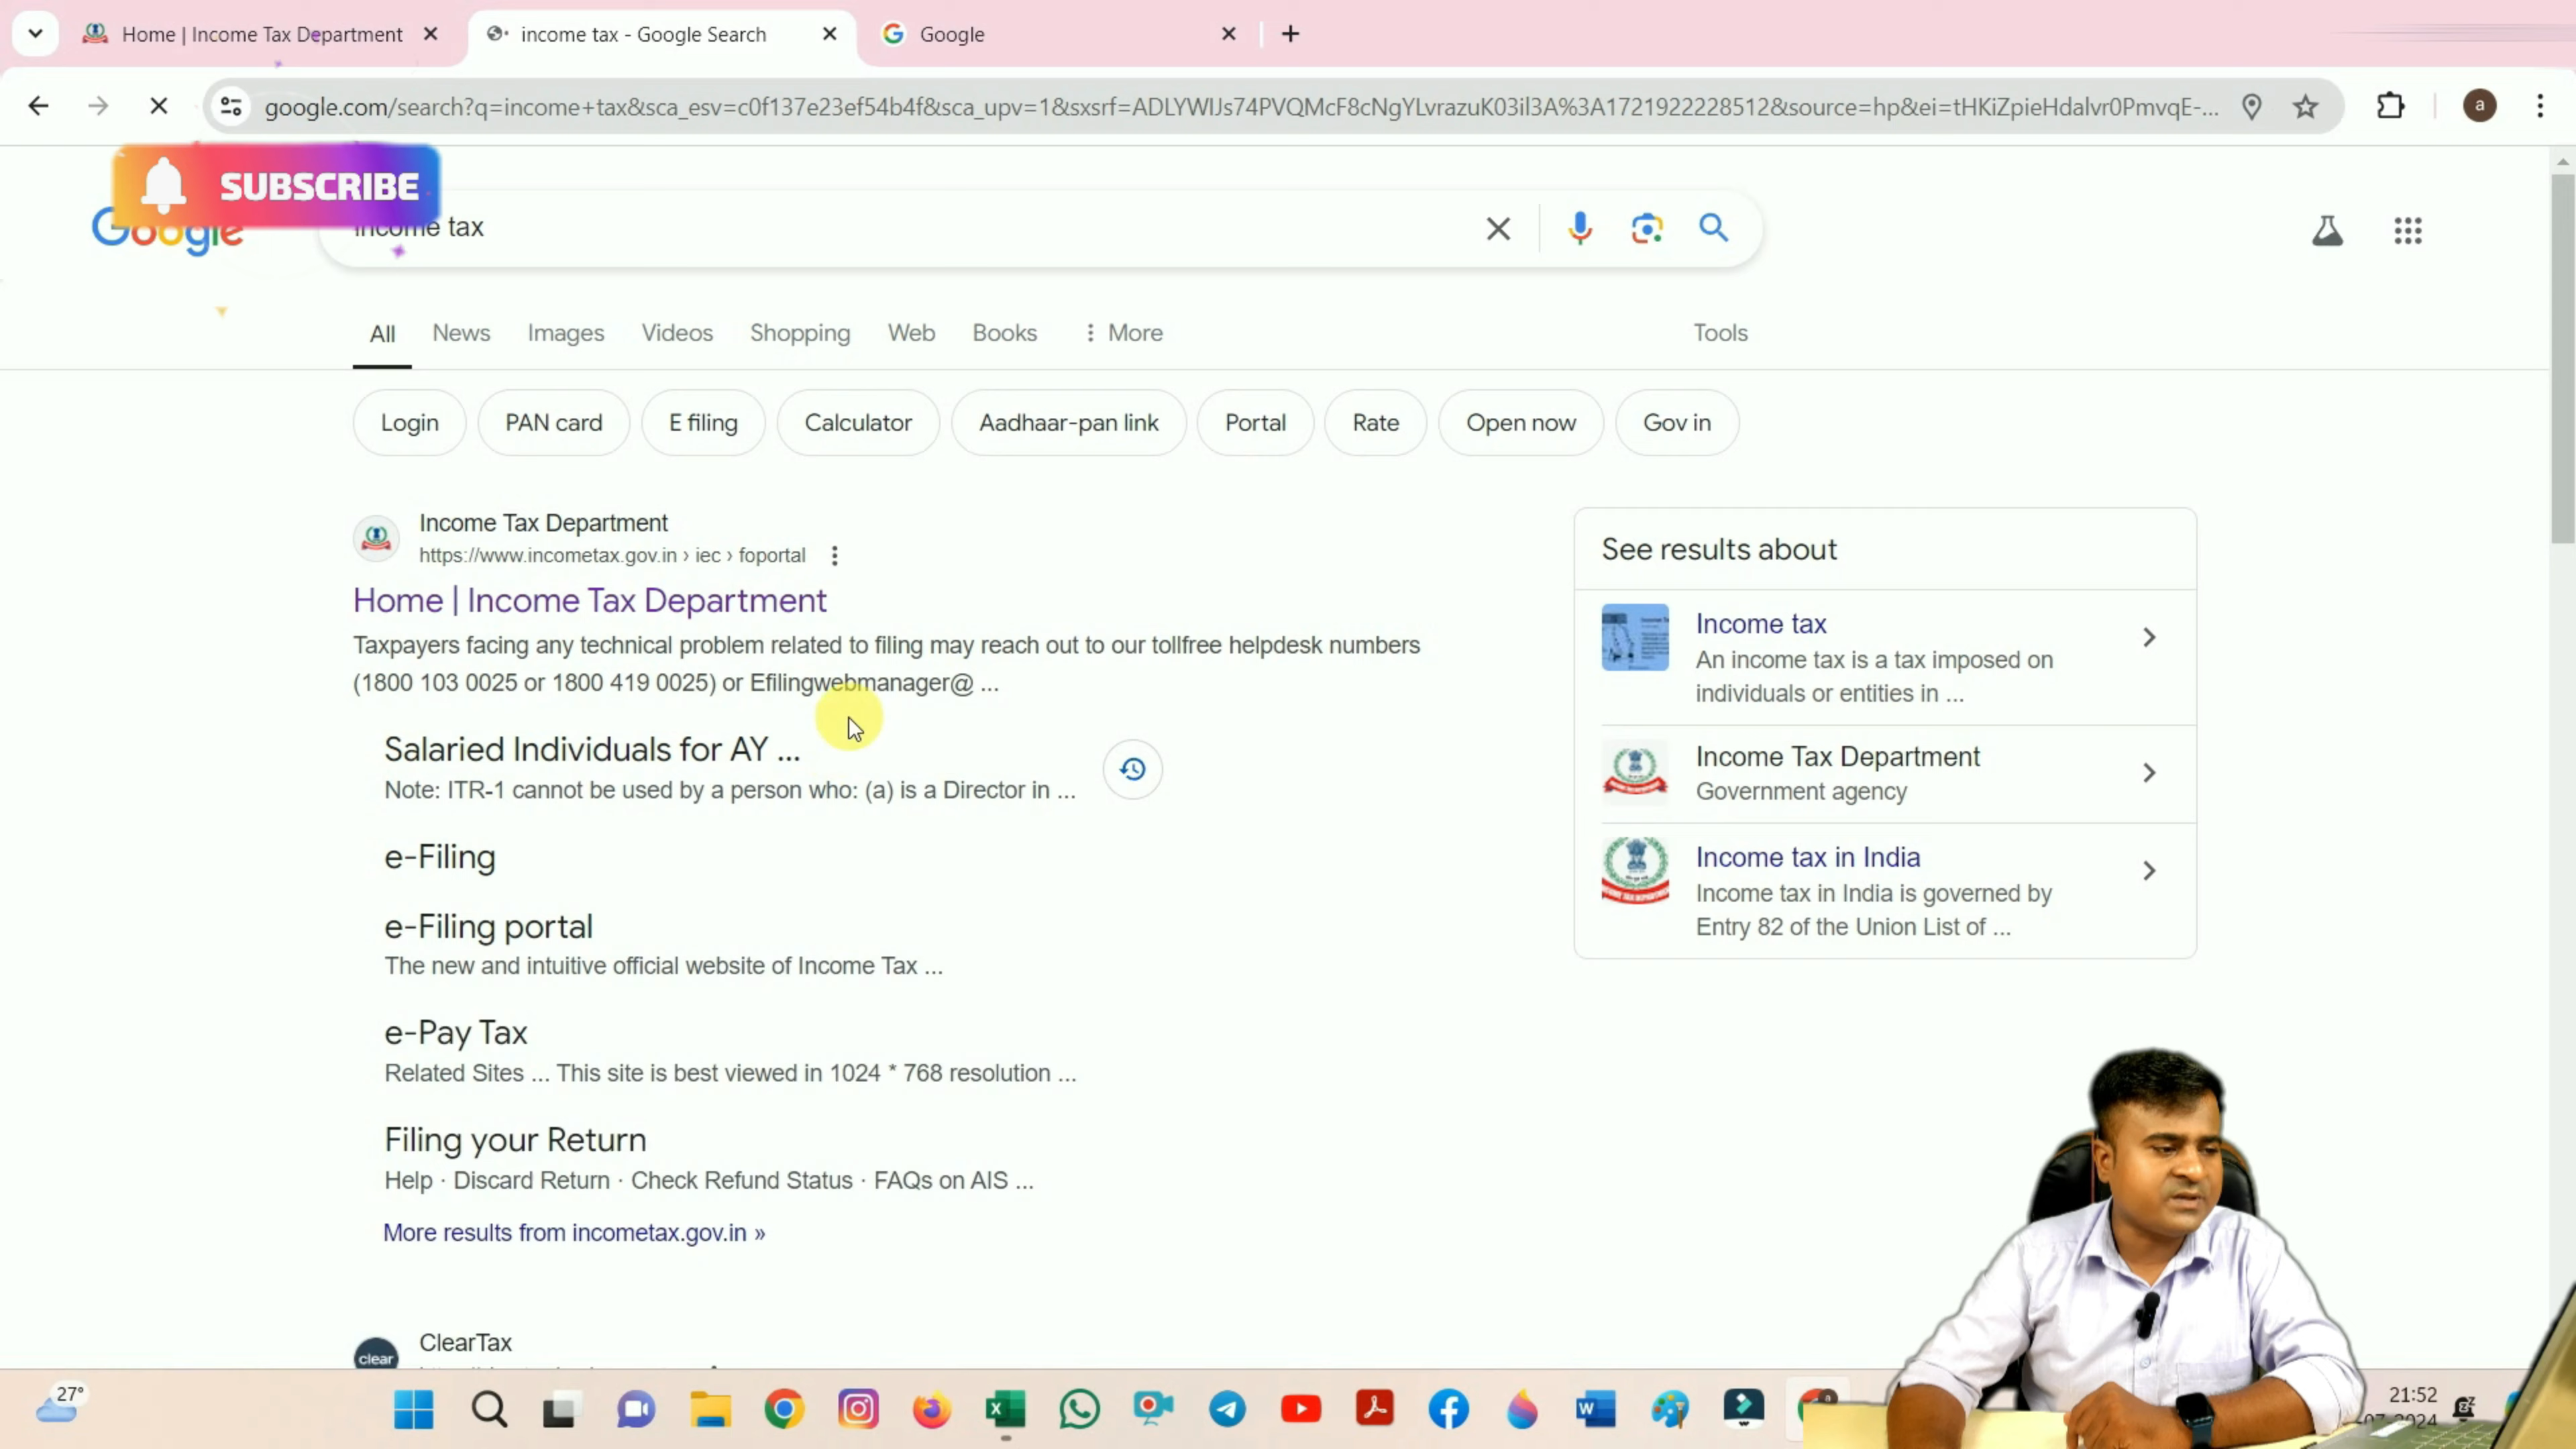 Home | Income Tax Department
income tax - Google Search
Google
google.com/search?q=income+tax&sca_esv=c0f137e23ef54b4f&sca_upv=1&sxsrf=ADLYWIJs74PVQMcF8cNgYLvrazuK03il3A%3A1721922228512&source=hp&ei=tHKiZpieHdalvr0PmvqE-...
a
SUBSCRIBE
Google
income tax
All News Images Videos Shopping Web Books More Tools
Login PAN card E filing Calculator Aadhaar-pan link Portal Rate Open now Gov in
Income Tax Department
https://www.incometax.gov.in › iec › foportal
Home | Income Tax Department
Taxpayers facing any technical problem related to filing may reach out to our tollfree helpdesk numbers
(1800 103 0025 or 1800 419 0025) or Efilingwebmanager@ ...
Salaried Individuals for AY ...
Note: ITR-1 cannot be used by a person who: (a) is a Director in ...
e-Filing
e-Filing portal
The new and intuitive official website of Income Tax ...
e-Pay Tax
Related Sites ... This site is best viewed in 1024 * 768 resolution ...
Filing your Return
Help · Discard Return · Check Refund Status · FAQs on AIS ...
More results from incometax.gov.in »
clear
ClearTax
See results about
Income tax
An income tax is a tax imposed on
individuals or entities in ...
Income Tax Department
Government agency
Income tax in India
Income tax in India is governed by
Entry 82 of the Union List of ...
27°
21:52